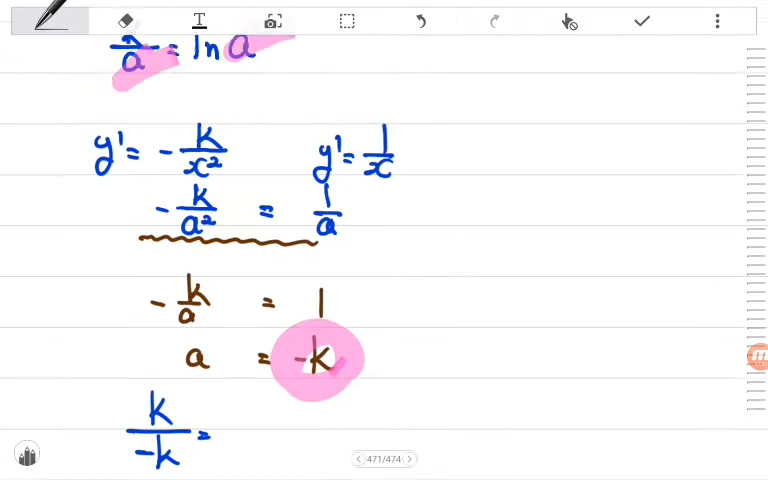 k/a = ln a
y' = - k/x² y' = 1/x
- k/a² = 1/a
- k/a = 1
a = -k
k/-k =
471/474